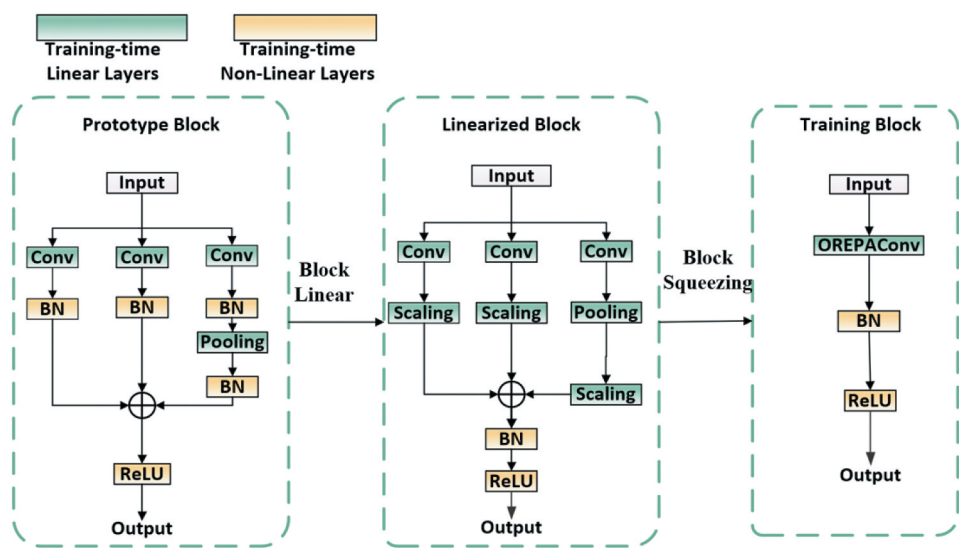 Training-time
Linear Layers
Training-time
Non-Linear Layers
Prototype Block
Input
Conv
Conv
Conv
BN
BN
BN
Pooling
BN
ReLU
Output
Block
Linear
Linearized Block
Input
Conv
Conv
Conv
Scaling
Scaling
Pooling
Scaling
BN
ReLU
Output
Block
Squeezing
Training Block
Input
OREPAConv
BN
ReLU
Output